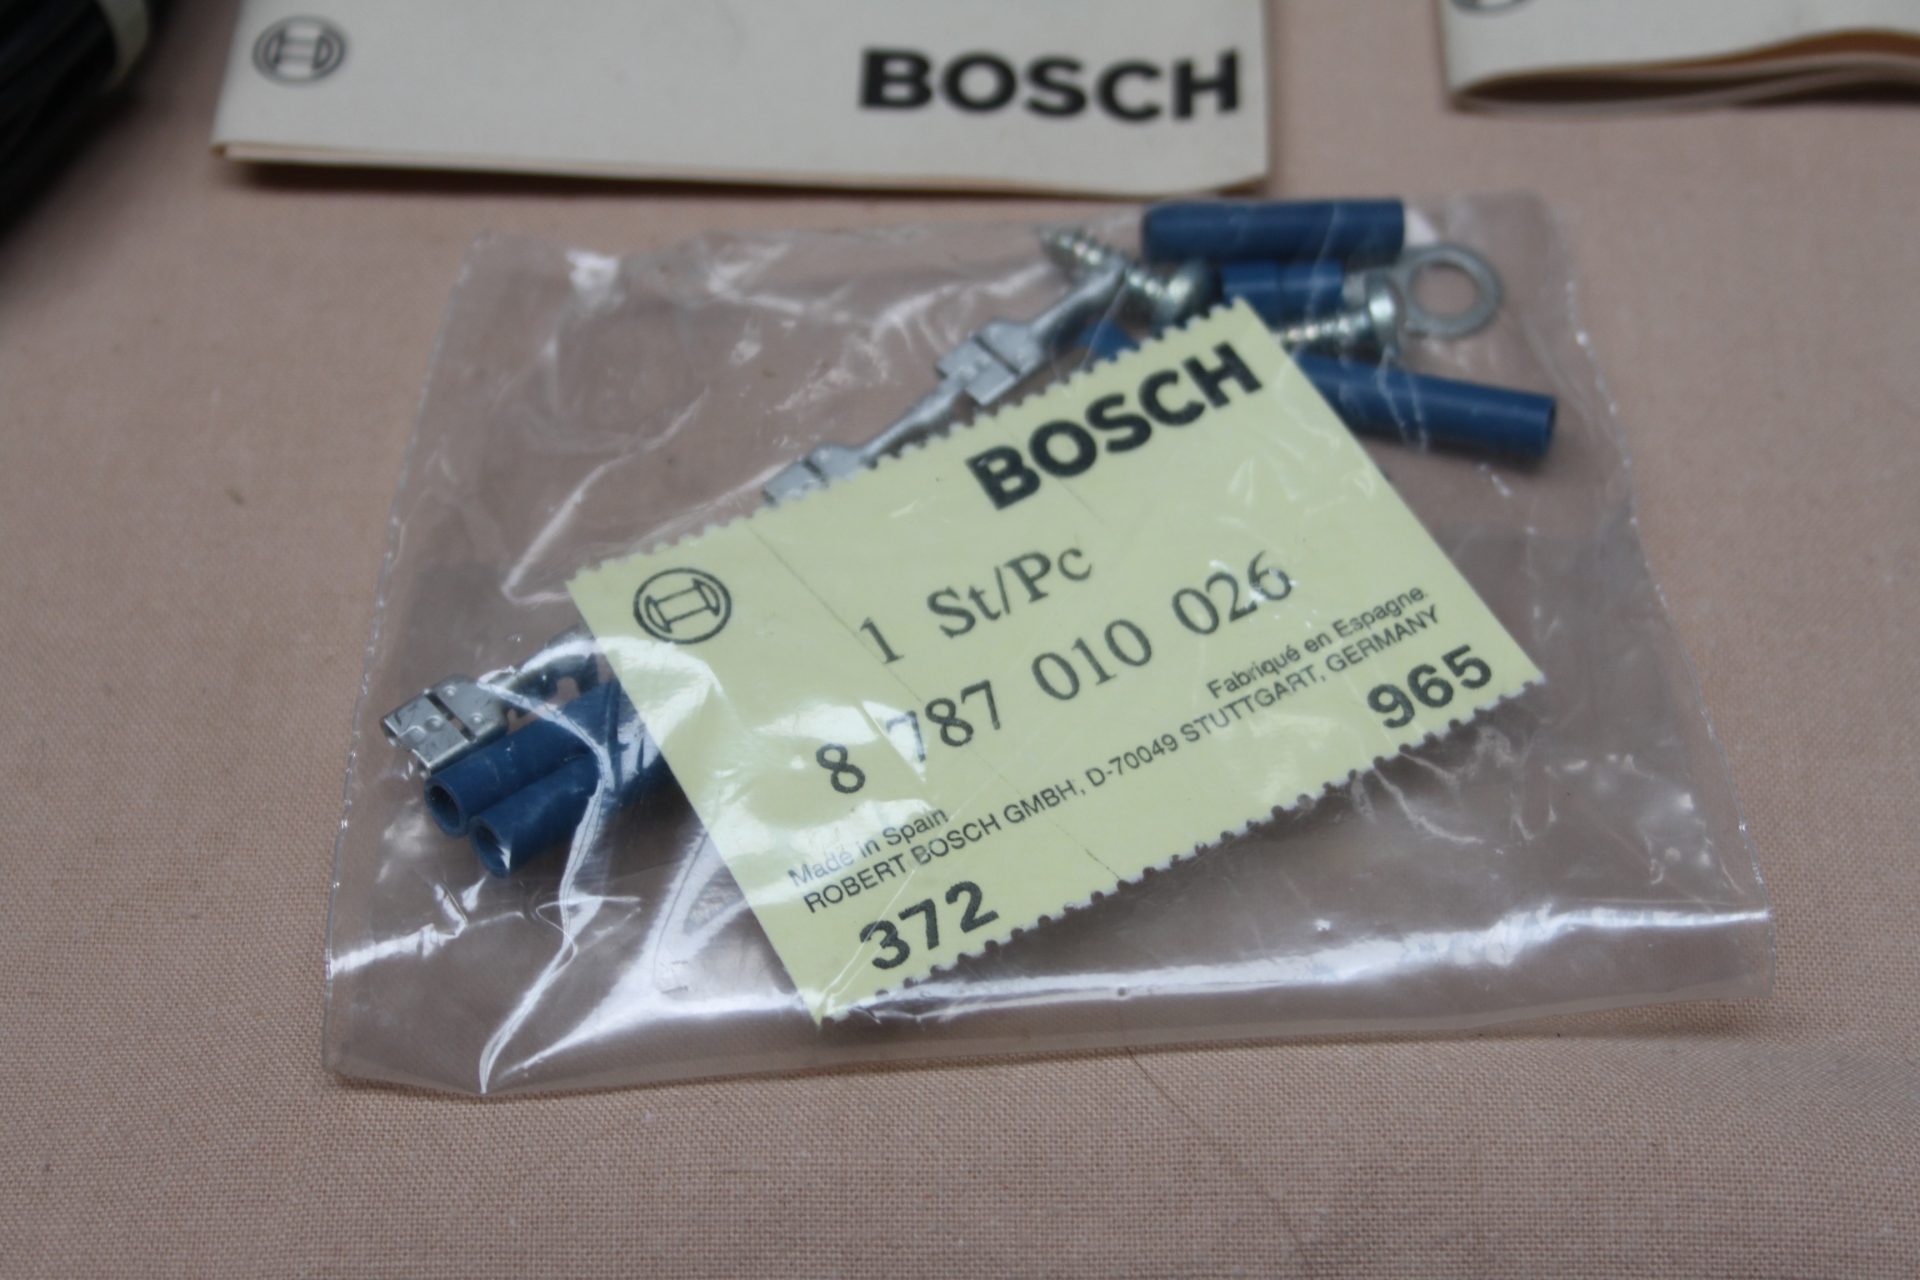 BOSCH
BOSCH
1 St/Pc
8 787 010 026
Made in Spain Fabriqué en Espagne.
ROBERT BOSCH GMBH, D-70049 STUTTGART, GERMANY
372 965